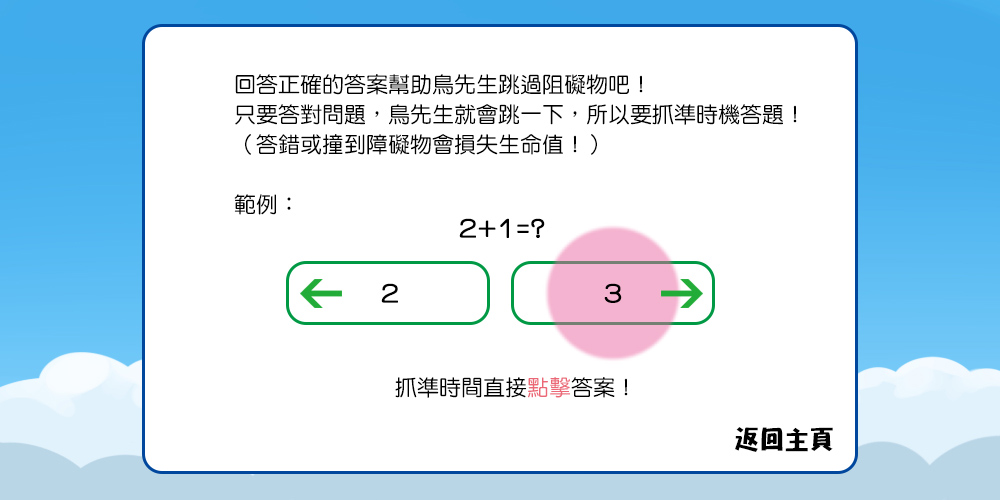 回答正確的答案幫助鳥先生跳過阻礙物吧！
只要答對問題，鳥先生就會跳一下，所以要抓準時機答題！
（答錯或撞到障礙物會損失生命值！）
範例：
2+1=?
← 2
3 →
抓準時間直接點擊答案！
返回主頁